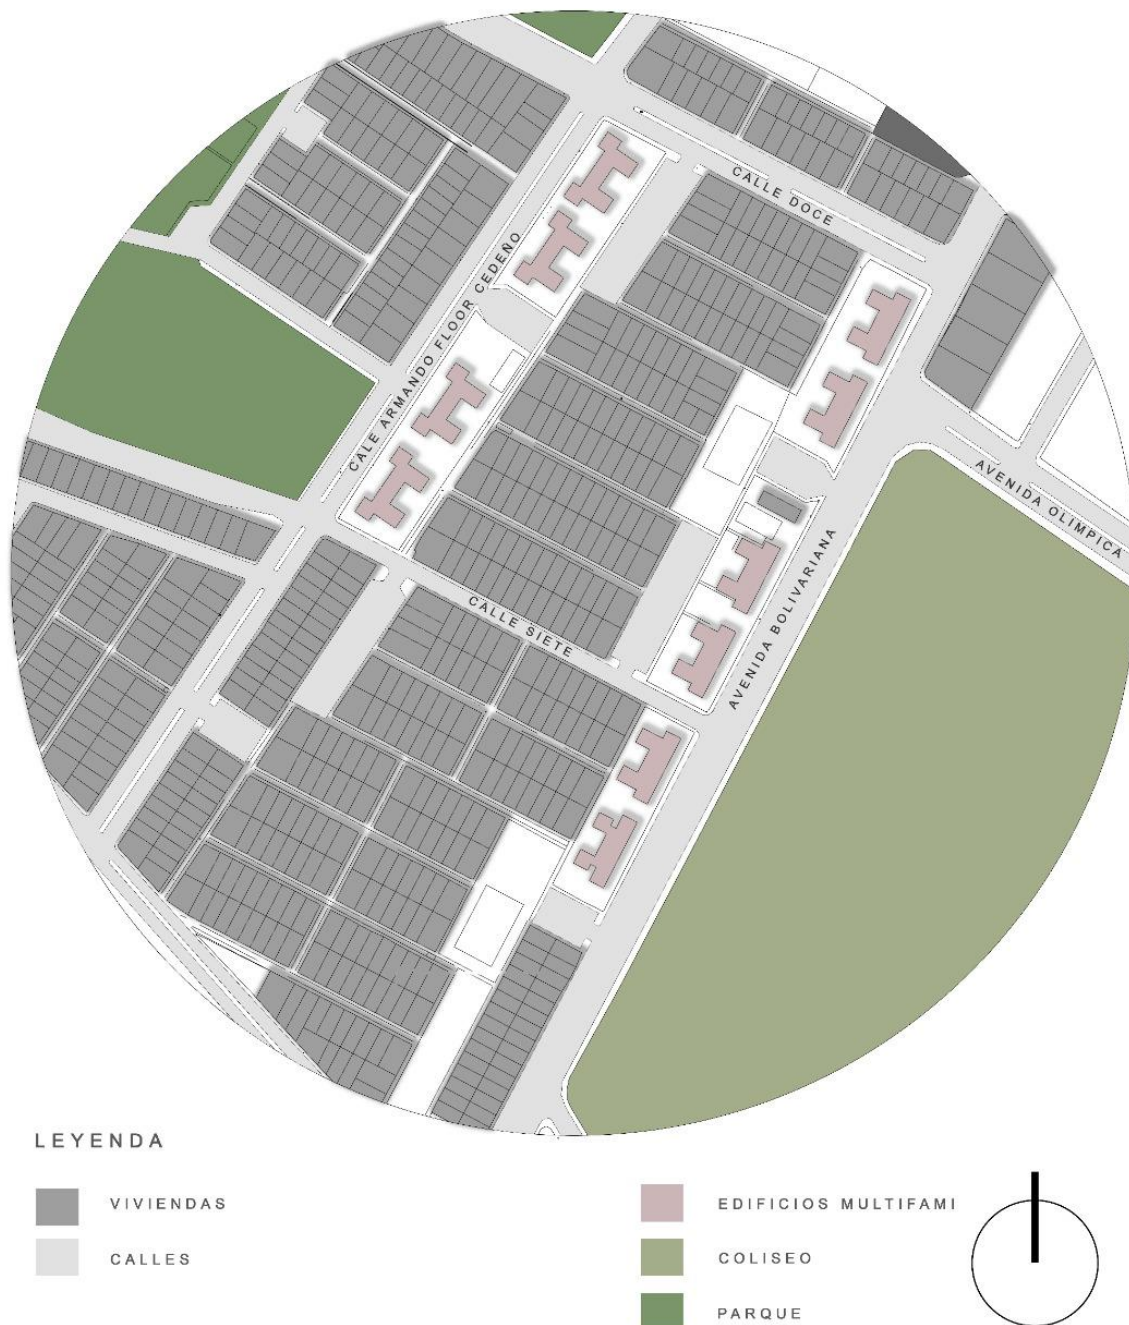 CALLE DOCE
CALE ARMANDO FLOOR CEDEÑO
AVENIDA OLIMPICA
AVENIDA BOLIVARIANA
CALLE SIETE
LEYENDA
VIVIENDAS
CALLES
EDIFICIOS MULTIFAMI
COLISEO
PARQUE